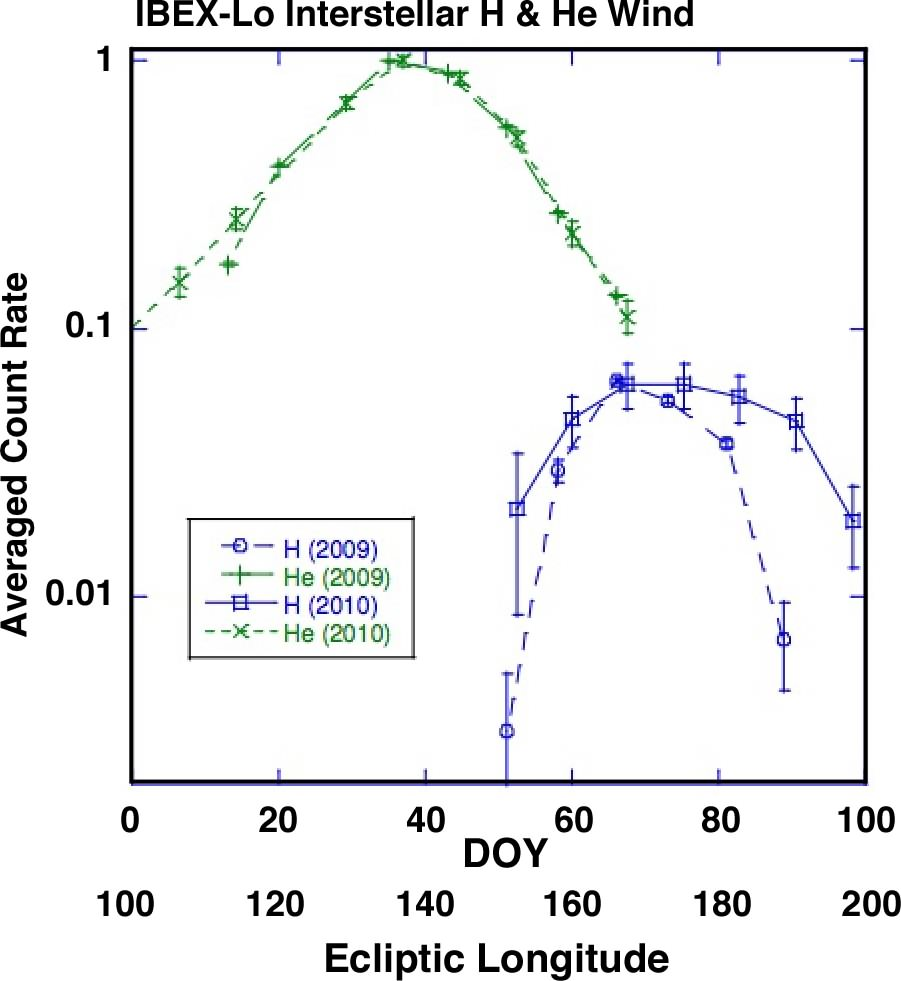 IBEX-Lo Interstellar H & He Wind
Averaged Count Rate
1
0.1
0.01
H (2009)
He (2009)
H (2010)
He (2010)
0 20 40 60 80 100
DOY
100 120 140 160 180 200
Ecliptic Longitude